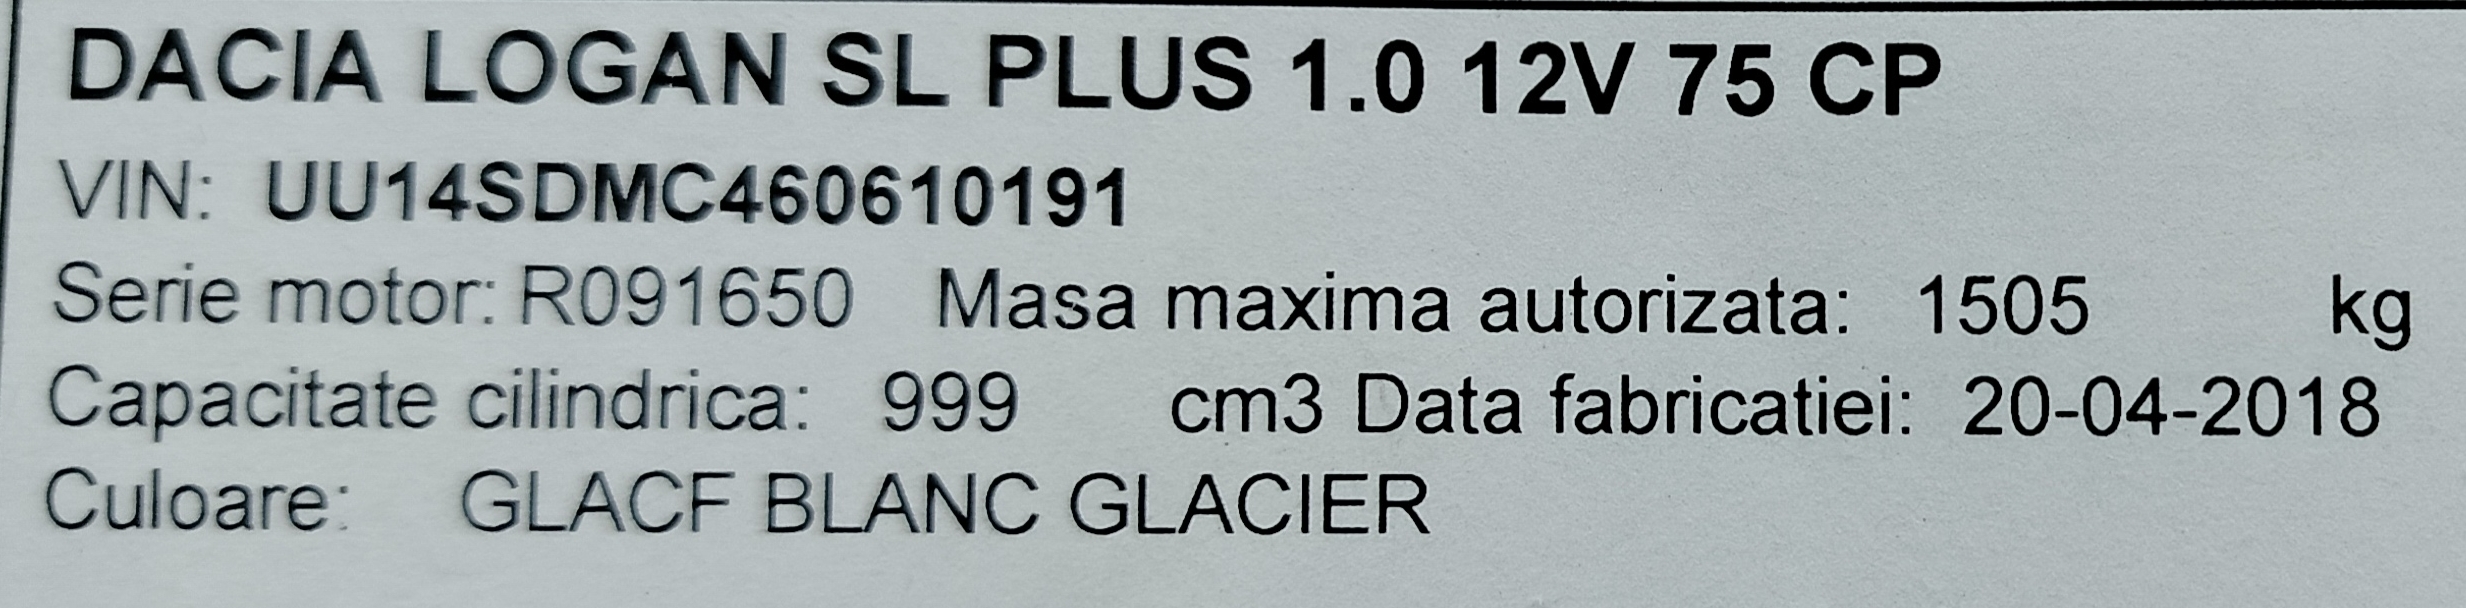 DACIA LOGAN SL PLUS 1.0 12V 75 CP
VIN: UU14SDMC460610191
Serie motor: R091650 Masa maxima autorizata: 1505 kg
Capacitate cilindrica: 999 cm3 Data fabricatiei: 20-04-2018
Culoare: GLACF BLANC GLACIER